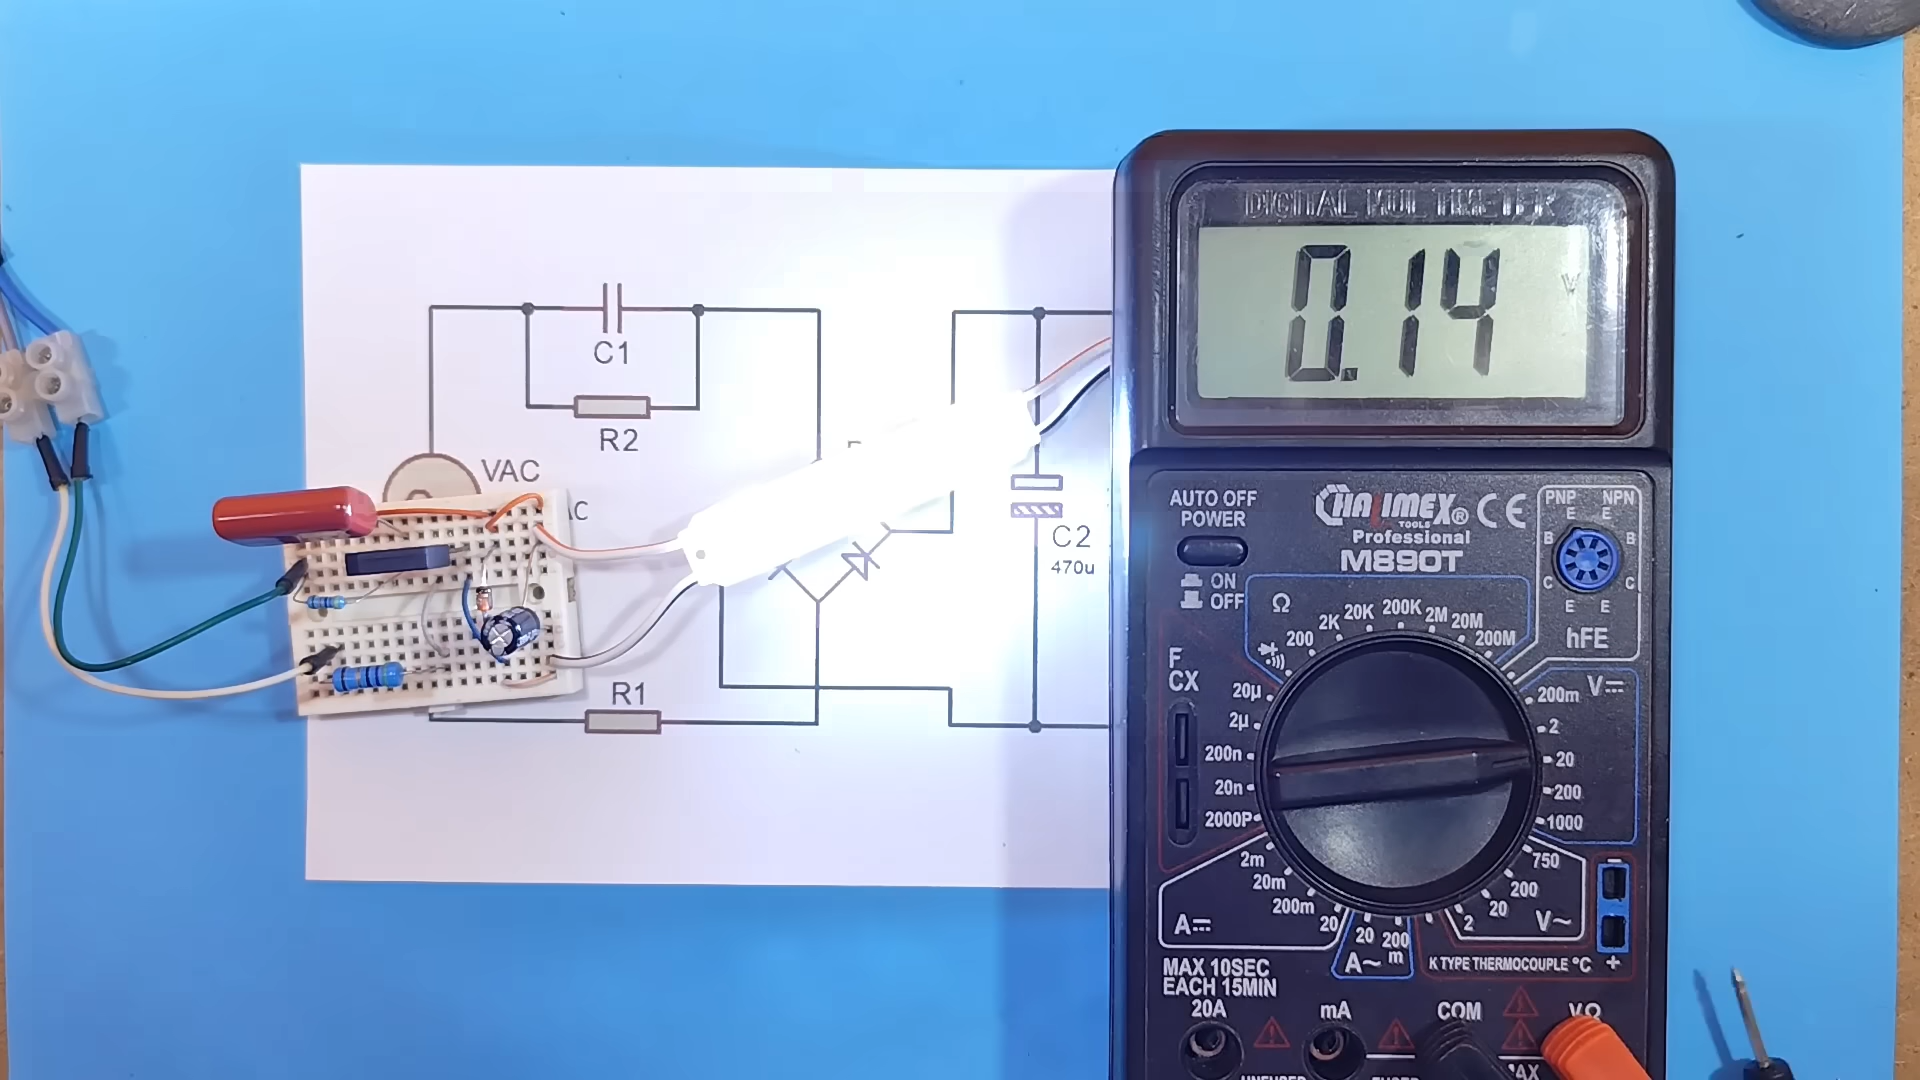 DIGITAL MULTIMETER
0.14
V
C1
R2
VAC
C2
470u
R1
AUTO OFF
POWER
ON
OFF
HALIMEX® CE
TOOLS
Professional
M890T
PNP NPN
E E
B B
C C
E E
hFE
Ω
200
2K
20K
200K
2M
20M
200M
F
CX
20µ
2µ
200n
20n
2000P
V
200m
2
20
200
1000
750
200
20
2
V~
A
2m
20m
200m
20
A~
20
200
m
K TYPE THERMOCOUPLE °C
−
+
MAX 10SEC
EACH 15MIN
20A
mA
COM
VΩ